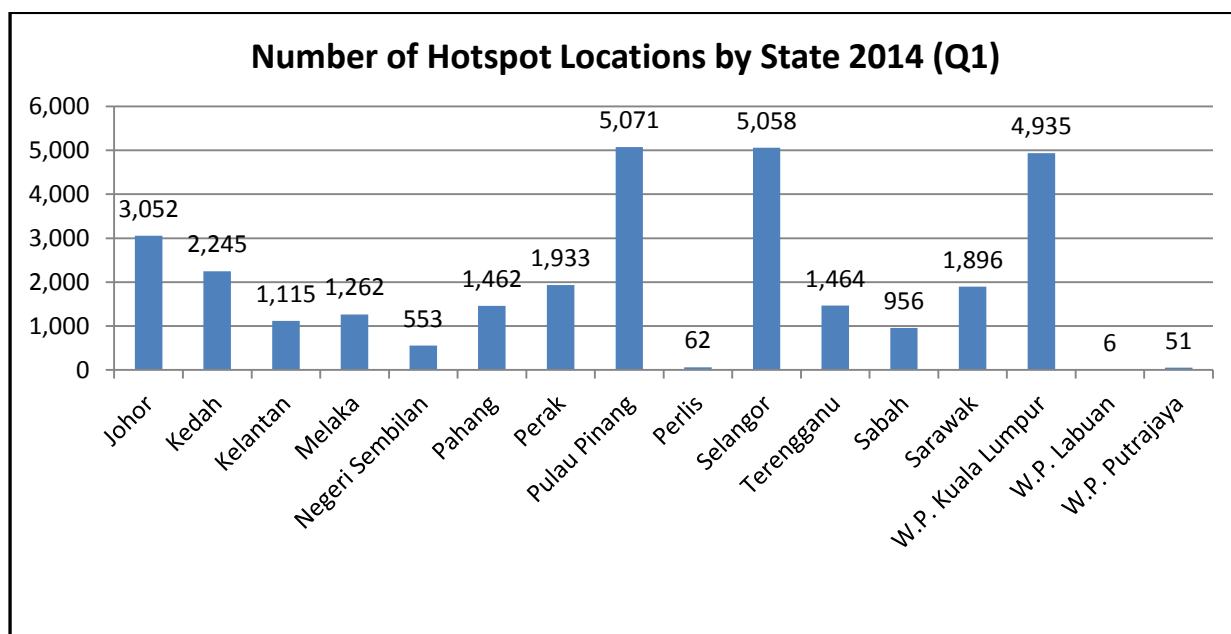 Number of Hotspot Locations by State 2014 (Q1)
6,000
5,000
4,000
3,000
2,000
1,000
0
3,052
2,245
1,115
1,262
553
1,462
1,933
5,071
62
5,058
1,464
956
1,896
4,935
6
51
Johor
Kedah
Kelantan
Melaka
Negeri Sembilan
Pahang
Perak
Pulau Pinang
Perlis
Selangor
Terengganu
Sabah
Sarawak
W.P. Kuala Lumpur
W.P. Labuan
W.P. Putrajaya